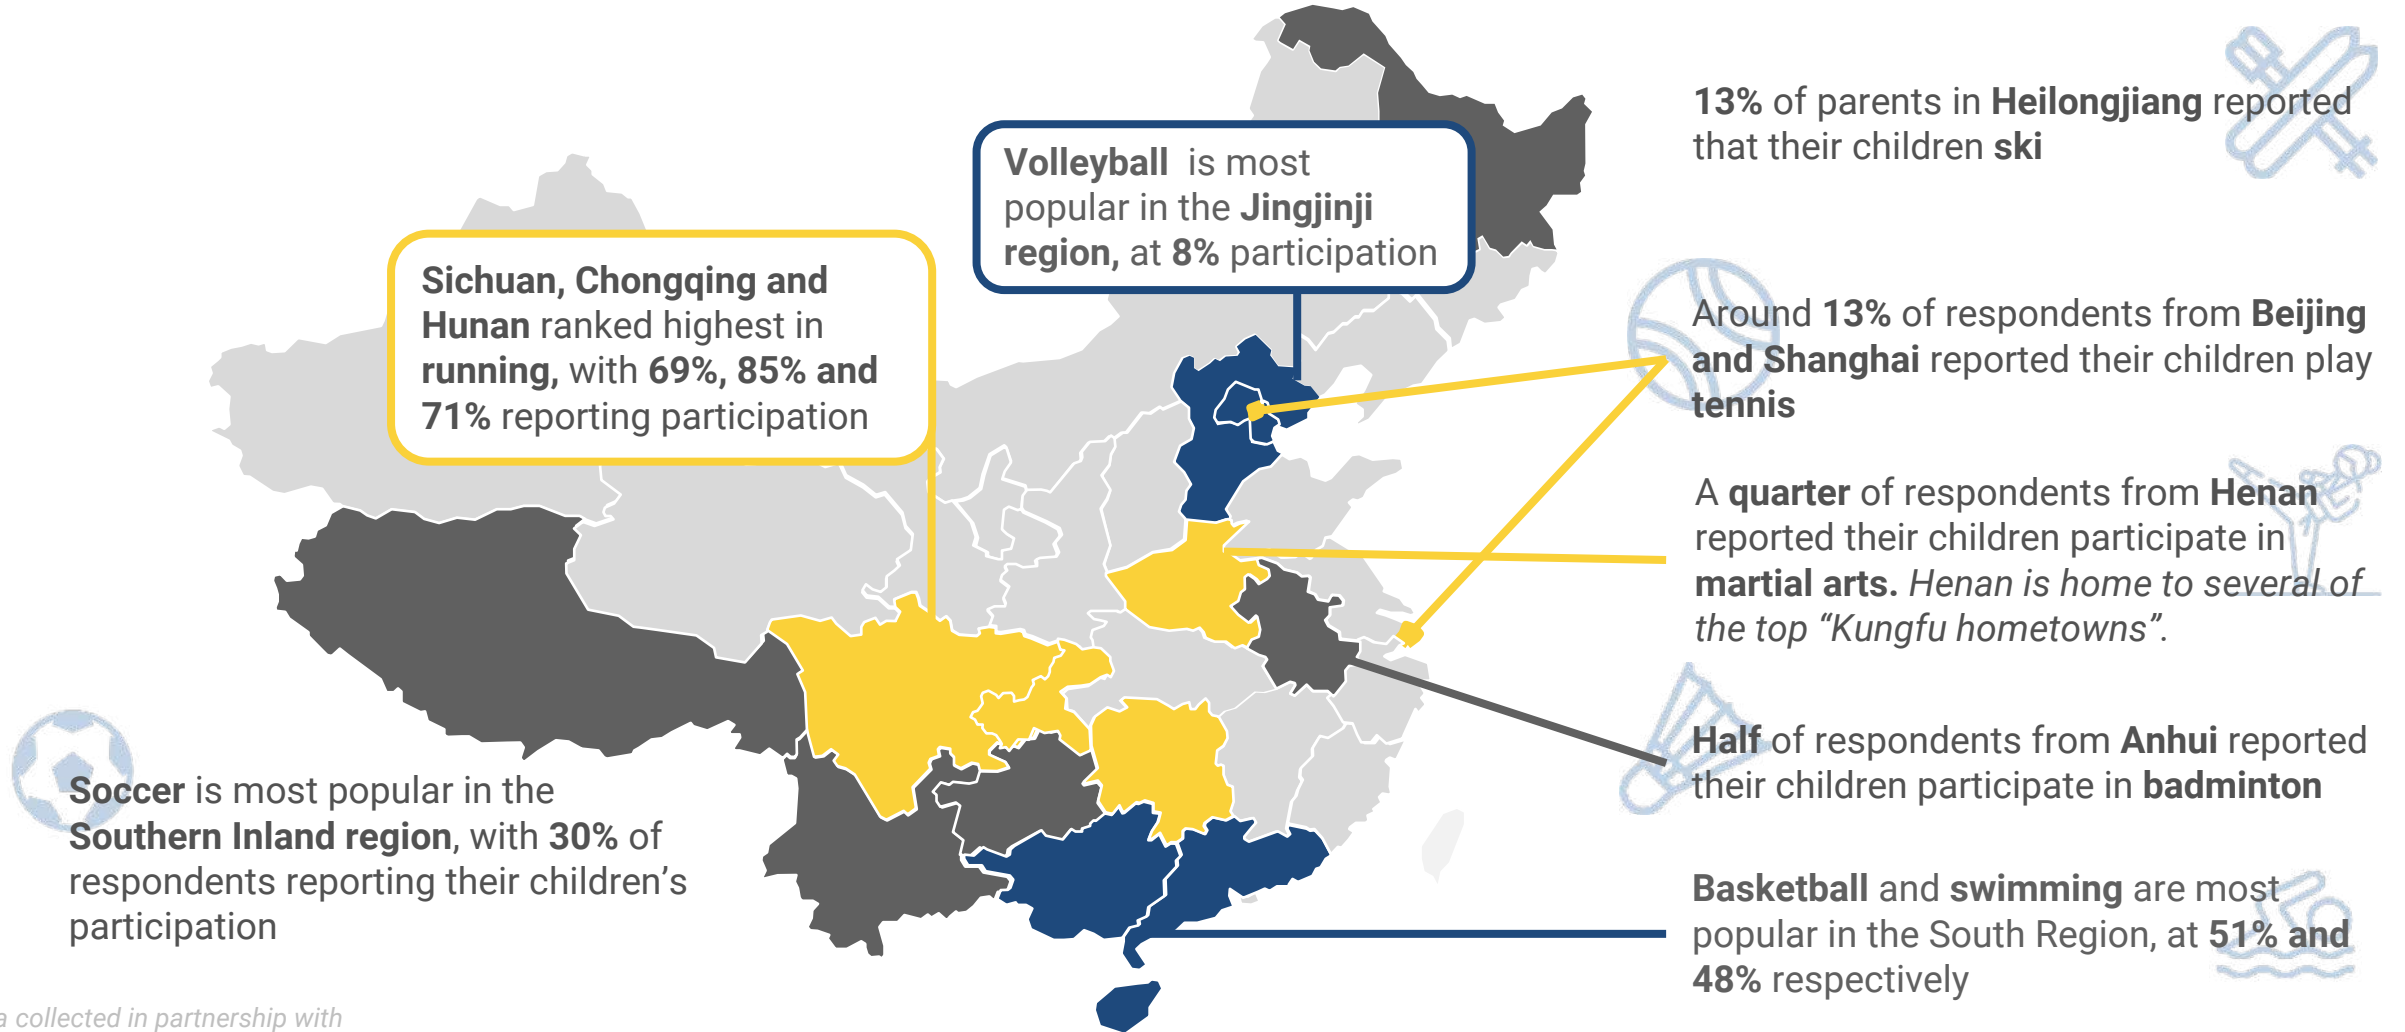 13% of parents in Heilongjiang reported
that their children ski
Volleyball is most
popular in the Jingjinji
region, at 8% participation
Sichuan, Chongqing and
Hunan ranked highest in
running, with 69%, 85% and
71% reporting participation
Around 13% of respondents from Beijing
and Shanghai reported their children play
tennis
A quarter of respondents from Henan
reported their children participate in
martial arts. Henan is home to several of
the top “Kungfu hometowns”.
Half of respondents from Anhui reported
their children participate in badminton
Soccer is most popular in the
Southern Inland region, with 30% of
respondents reporting their children’s
participation
Basketball and swimming are most
popular in the South Region, at 51% and
48% respectively
a collected in partnership with